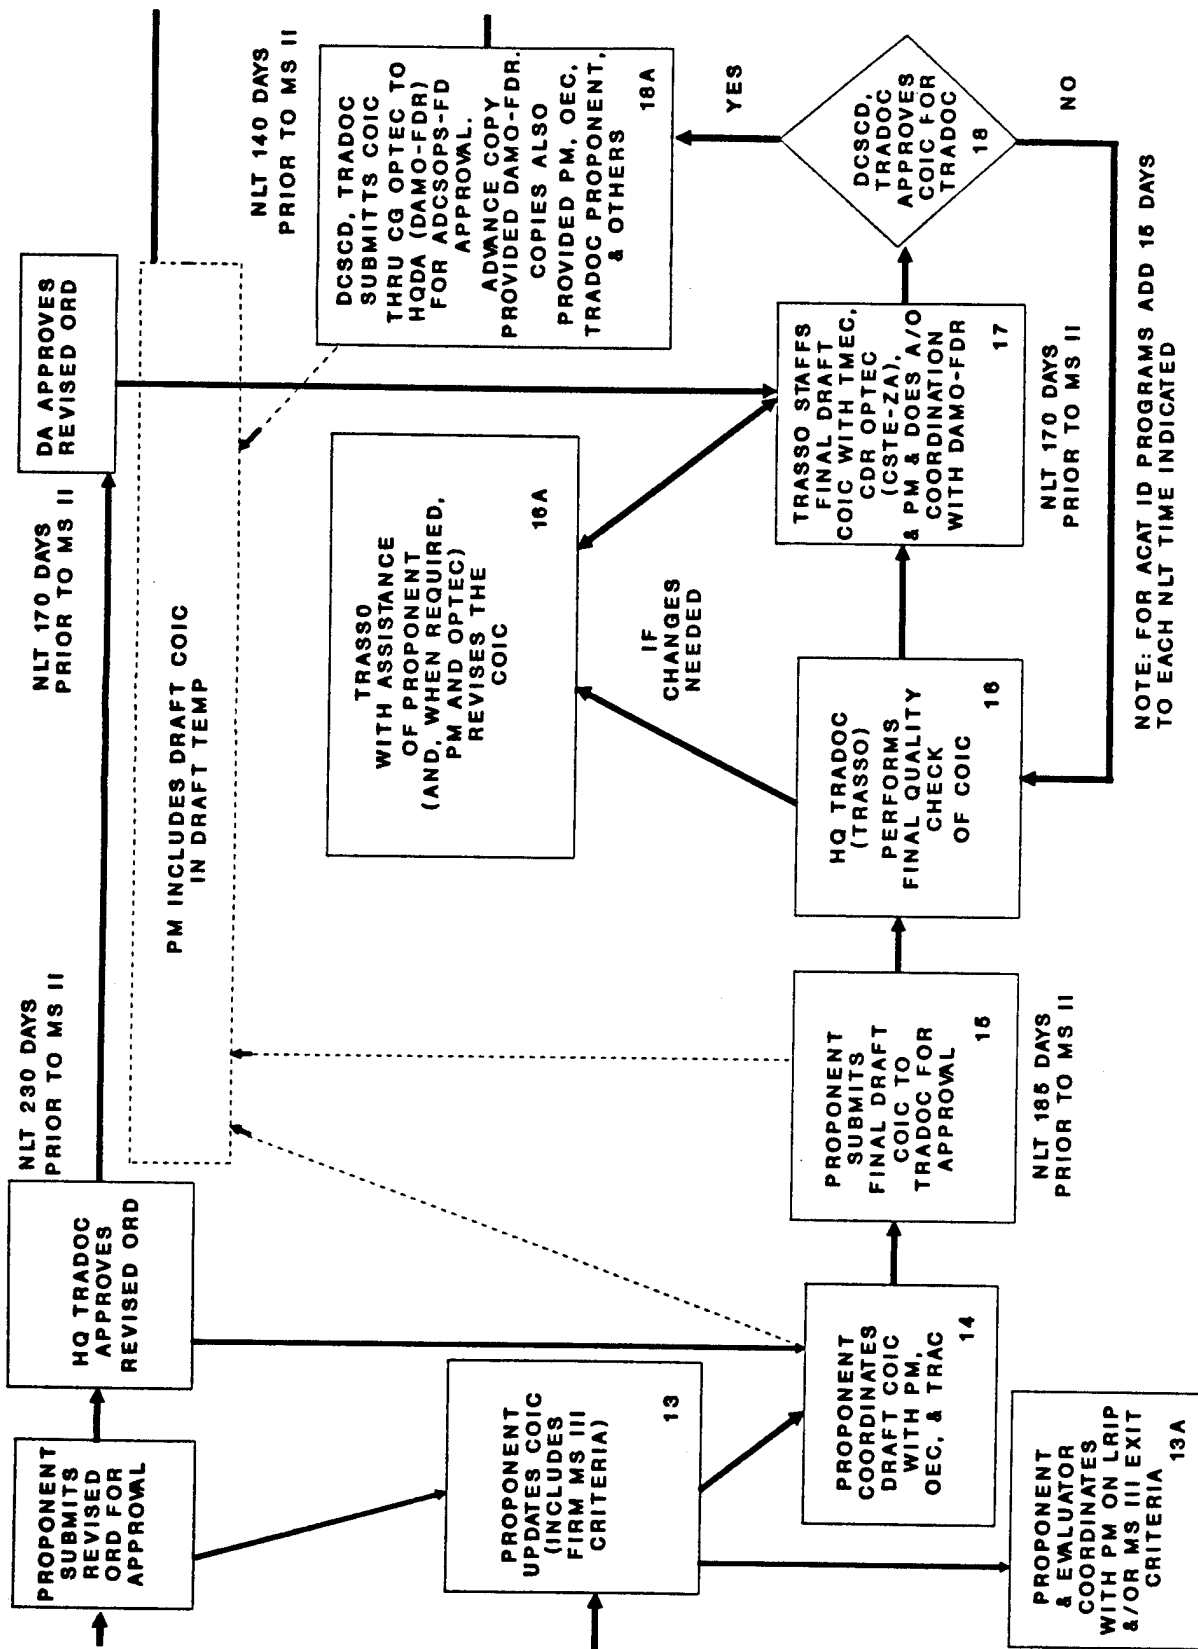 PROPONENT
SUBMITS
REVISED
ORD FOR
APPROVAL
HQ TRADOC
APPROVES
REVISED ORD
NLT 230 DAYS
PRIOR TO MS II
NLT 170 DAYS
PRIOR TO MS II
DA APPROVES
REVISED ORD
PM INCLUDES DRAFT COIC
IN DRAFT TEMP
NLT 140 DAYS
PRIOR TO MS II
DCSCD, TRADOC
SUBMITTS COIC
THRU CG OPTEC TO
HQDA (DAMO-FDR)
FOR ADCSOPS-FD
APPROVAL.
ADVANCE COPY
PROVIDED DAMO-FDR.
COPIES ALSO
PROVIDED PM, OEC,
TRADOC PROPONENT,
& OTHERS
18A
TRASSO
WITH ASSISTANCE
OF PROPONENT
(AND, WHEN REQUIRED,
PM AND OPTEC)
REVISES THE
COIC
16A
IF
CHANGES
NEEDED
YES
PROPONENT
UPDATES COIC
(INCLUDES
FIRM MS III
CRITERIA)
13
PROPONENT
COORDINATES
DRAFT COIC
WITH PM,
OEC, & TRAC
14
PROPONENT
SUBMITS
FINAL DRAFT
COIC TO
TRADOC FOR
APPROVAL
15
NLT 185 DAYS
PRIOR TO MS II
HQ TRADOC
(TRASSO)
PERFORMS
FINAL QUALITY
CHECK
OF COIC
16
TRASSO STAFFS
FINAL DRAFT
COIC WITH TMEC,
CDR OPTEC
(CSTE-ZA),
& PM & DOES A/O
COORDINATION
WITH DAMO-FDR
17
NLT 170 DAYS
PRIOR TO MS II
DCSCD,
TRADOC
APPROVES
COIC FOR
TRADOC
18
NO
PROPONENT
& EVALUATOR
COORDINATES
WITH PM ON LRIP
&/OR MS III EXIT
CRITERIA
13A
NOTE: FOR ACAT ID PROGRAMS ADD 15 DAYS
TO EACH NLT TIME INDICATED